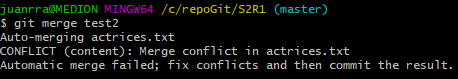 juanrra@MEDION MINGW64 /c/repoGit/S2R1 (master)
$ git merge test2
Auto-merging actrices.txt
CONFLICT (content): Merge conflict in actrices.txt
Automatic merge failed; fix conflicts and then commit the result.